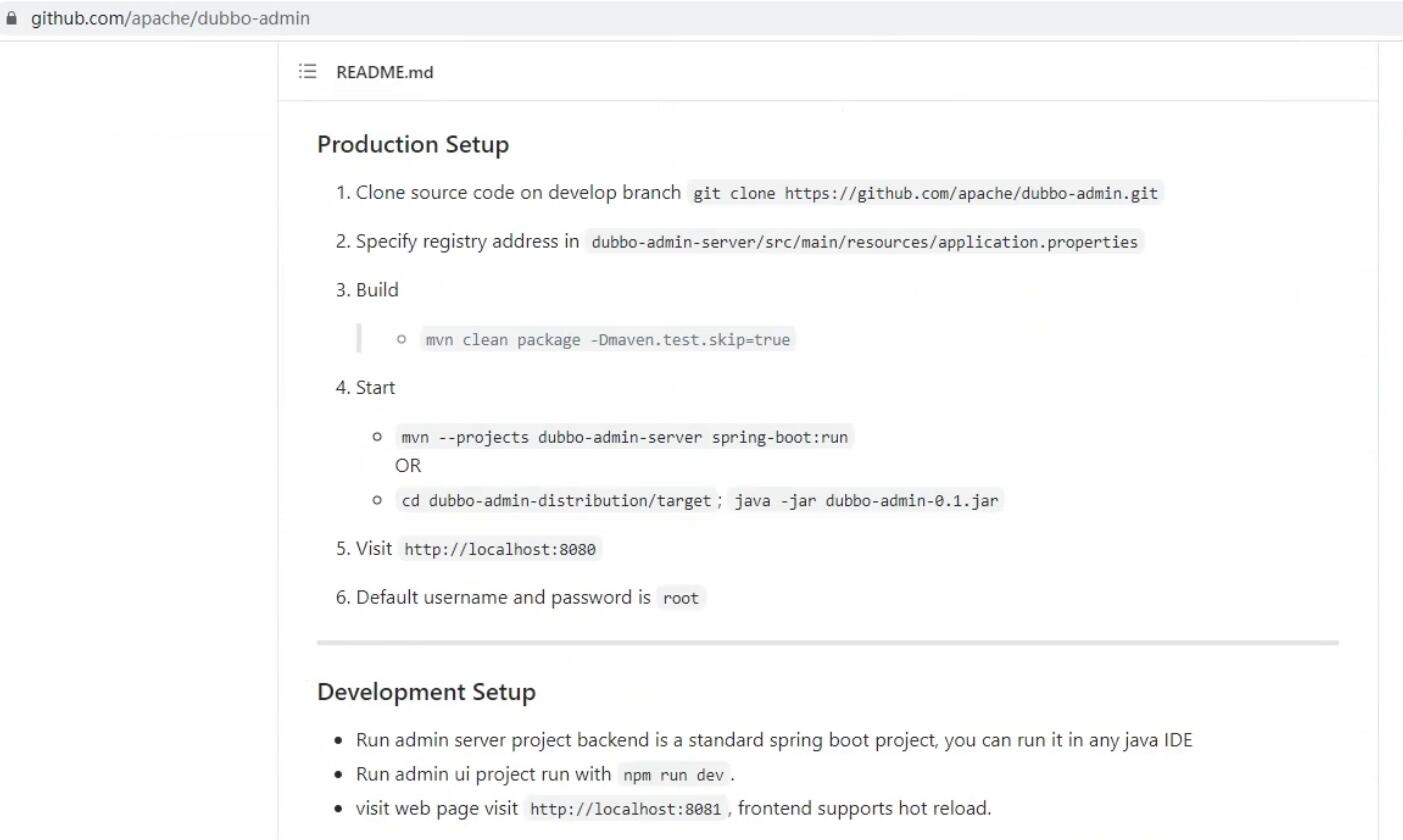 github.com/apache/dubbo-admin
README.md
Production Setup
1. Clone source code on develop branch git clone https://github.com/apache/dubbo-admin.git
2. Specify registry address in dubbo-admin-server/src/main/resources/application.properties
3. Build
mvn clean package -Dmaven.test.skip=true
4. Start
mvn --projects dubbo-admin-server spring-boot:run
OR
cd dubbo-admin-distribution/target; java -jar dubbo-admin-0.1.jar
5. Visit http://localhost:8080
6. Default username and password is root
Development Setup
Run admin server project backend is a standard spring boot project, you can run it in any java IDE
Run admin ui project run with npm run dev.
visit web page visit http://localhost:8081, frontend supports hot reload.